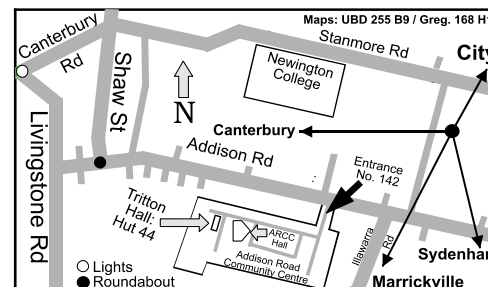 Maps: UBD 255 B9 / Greg. 168 H
Canterbury
Rd
Stanmore Rd
City
Newington
College
Shaw St
N
Canterbury
Livingstone Rd
Addison Rd
Entrance
No. 142
Tritton
Hall:
Hut 44
ARCC
Hall
Illawarra
Rd
Addison Road
Community Centre
Sydenha
Lights
Roundabout
Marrickville